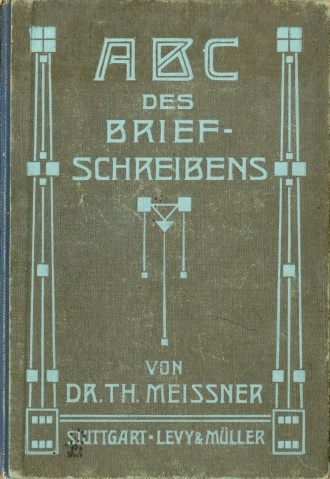 ABC
DES
BRIEF-
SCHREIBENS
VON
DR. TH. MEISSNER
STUTTGART · LEVY & MÜLLER